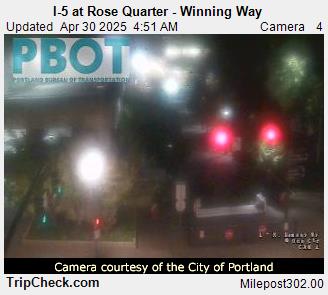 I-5 at Rose Quarter - Winning Way
Updated Apr 30 2025 4:51 AM Camera 4
PBOT
PORTLAND BUREAU OF TRANSPORTATION
Camera courtesy of the City of Portland
TripCheck.com Milepost302.00